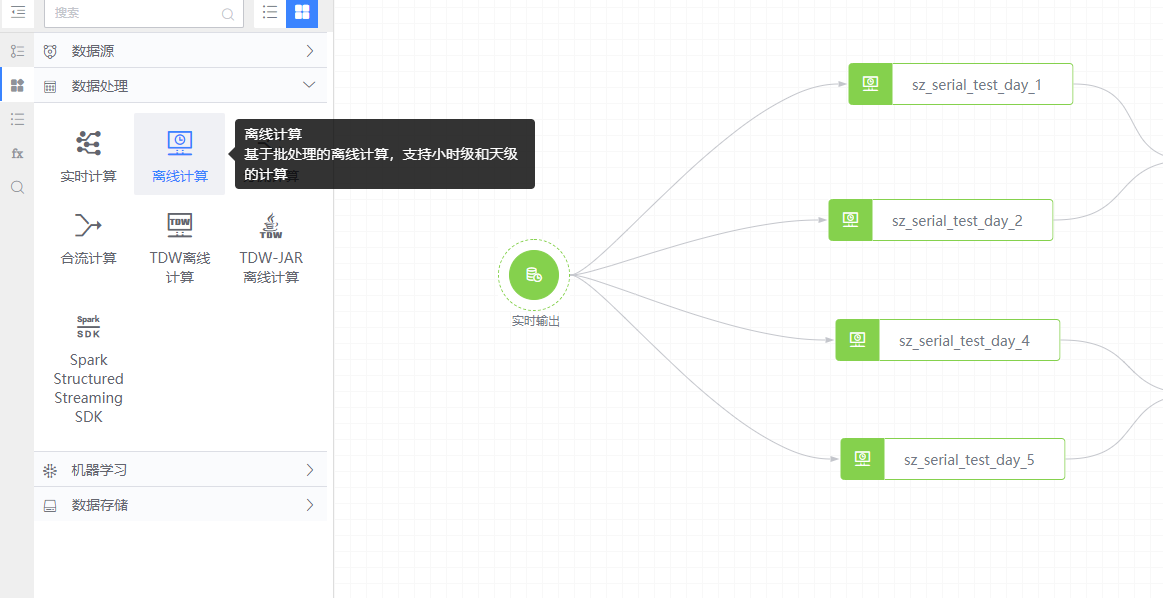 搜索
数据源
数据处理
fx
实时计算
离线计算
离线计算
基于批处理的离线计算，支持小时级和天级
的计算
合流计算
TDW
TDW离线
计算
TDW
TDW-JAR
离线计算
Spark
SDK
Spark
Structured
Streaming
SDK
机器学习
数据存储
实时输出
sz_serial_test_day_1
sz_serial_test_day_2
sz_serial_test_day_4
sz_serial_test_day_5